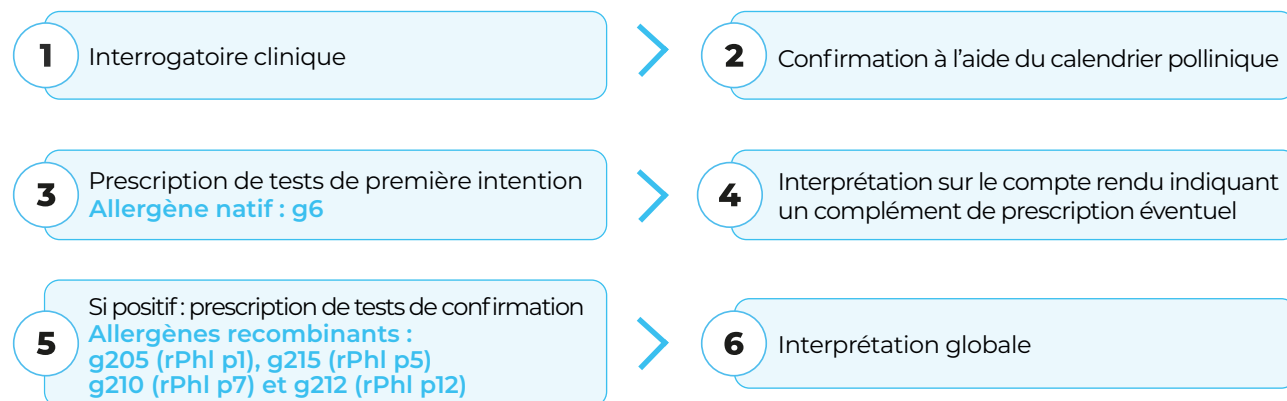 1
Interrogatoire clinique
2
Confirmation à l'aide du calendrier pollinique
3
Prescription de tests de première intention
Allergène natif : g6
4
Interprétation sur le compte rendu indiquant
un complément de prescription éventuel
5
Si positif : prescription de tests de confirmation
Allergènes recombinants :
g205 (rPhl p1), g215 (rPhl p5)
g210 (rPhl p7) et g212 (rPhl p12)
6
Interprétation globale